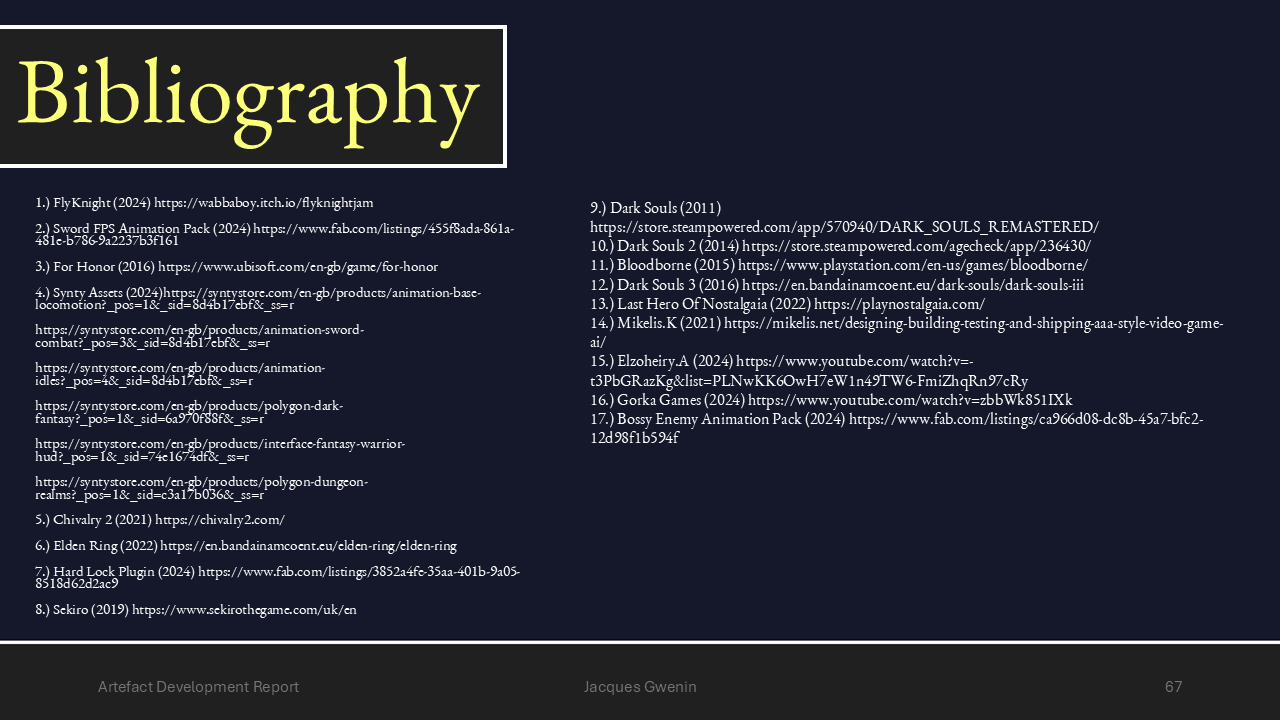 Bibliography
1.) FlyKnight (2024) https://wabbaboy.itch.io/flyknightjam
2.) Sword FPS Animation Pack (2024) https://www.fab.com/listings/455f8ada-861a-
481e-b786-9a2237b3f161
3.) For Honor (2016) https://www.ubisoft.com/en-gb/game/for-honor
4.) Synty Assets (2024)https://syntystore.com/en-gb/products/animation-base-
locomotion?_pos=1&_sid=8d4b17ebf&_ss=r
https://syntystore.com/en-gb/products/animation-sword-
combat?_pos=3&_sid=8d4b17ebf&_ss=r
https://syntystore.com/en-gb/products/animation-
idles?_pos=4&_sid=8d4b17ebf&_ss=r
https://syntystore.com/en-gb/products/polygon-dark-
fantasy?_pos=1&_sid=6a970f88f&_ss=r
https://syntystore.com/en-gb/products/interface-fantasy-warrior-
hud?_pos=1&_sid=74e1674df&_ss=r
https://syntystore.com/en-gb/products/polygon-dungeon-
realms?_pos=1&_sid=c3a17b036&_ss=r
5.) Chivalry 2 (2021) https://chivalry2.com/
6.) Elden Ring (2022) https://en.bandainamcoent.eu/elden-ring/elden-ring
7.) Hard Lock Plugin (2024) https://www.fab.com/listings/3852a4fe-35aa-401b-9a05-
8518d62d2ac9
8.) Sekiro (2019) https://www.sekirothegame.com/uk/en
9.) Dark Souls (2011)
https://store.steampowered.com/app/570940/DARK_SOULS_REMASTERED/
10.) Dark Souls 2 (2014) https://store.steampowered.com/agecheck/app/236430/
11.) Bloodborne (2015) https://www.playstation.com/en-us/games/bloodborne/
12.) Dark Souls 3 (2016) https://en.bandainamcoent.eu/dark-souls/dark-souls-iii
13.) Last Hero Of Nostalgaia (2022) https://playnostalgaia.com/
14.) Mikelis.K (2021) https://mikelis.net/designing-building-testing-and-shipping-aaa-style-video-game-
ai/
15.) Elzoheiry.A (2024) https://www.youtube.com/watch?v=-
t3PbGRazKg&list=PLNwKK6OwH7eW1n49TW6-FmiZhqRn97cRy
16.) Gorka Games (2024) https://www.youtube.com/watch?v=zbbWk851IXk
17.) Bossy Enemy Animation Pack (2024) https://www.fab.com/listings/ca966d08-dc8b-45a7-bfc2-
12d98f1b594f
Artefact Development Report
Jacques Gwenin
67